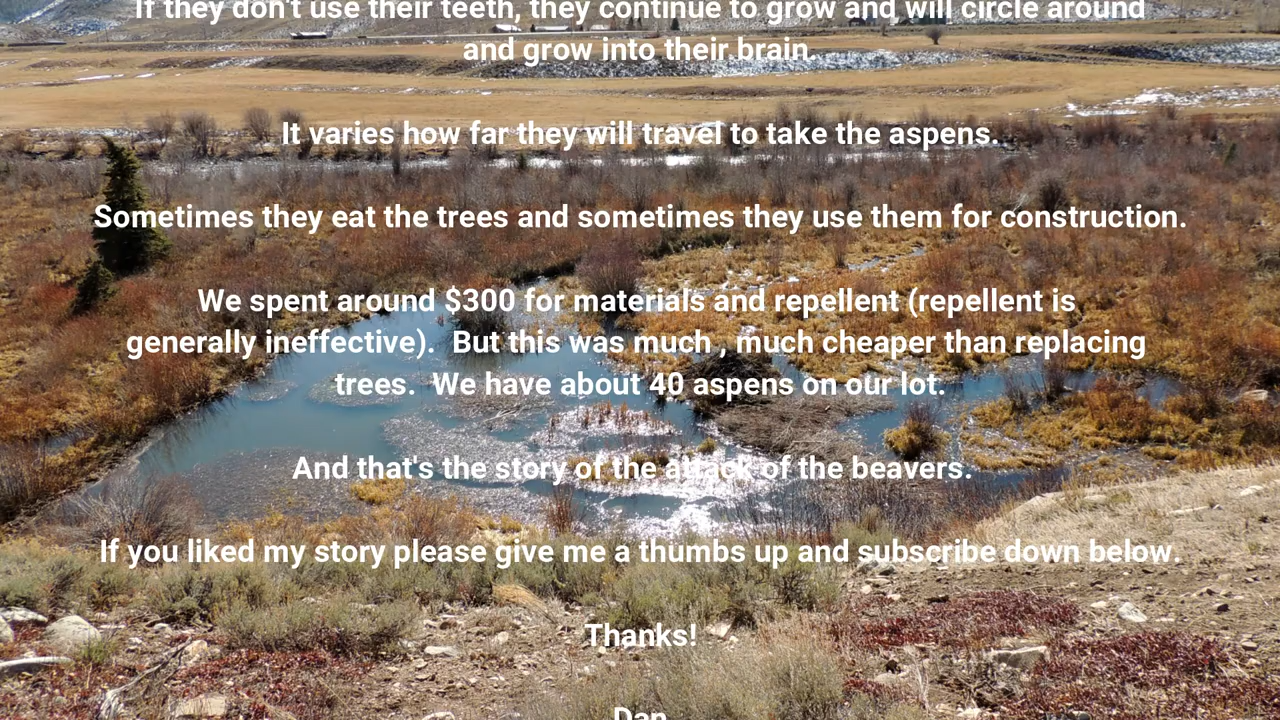 If they don't use their teeth, they continue to grow and will circle around
and grow into their brain.
It varies how far they will travel to take the aspens.
Sometimes they eat the trees and sometimes they use them for construction.
We spent around $300 for materials and repellent (repellent is
generally ineffective).  But this was much , much cheaper than replacing
trees.  We have about 40 aspens on our lot.
And that's the story of the attack of the beavers.
If you liked my story please give me a thumbs up and subscribe down below.
Thanks!
Dan